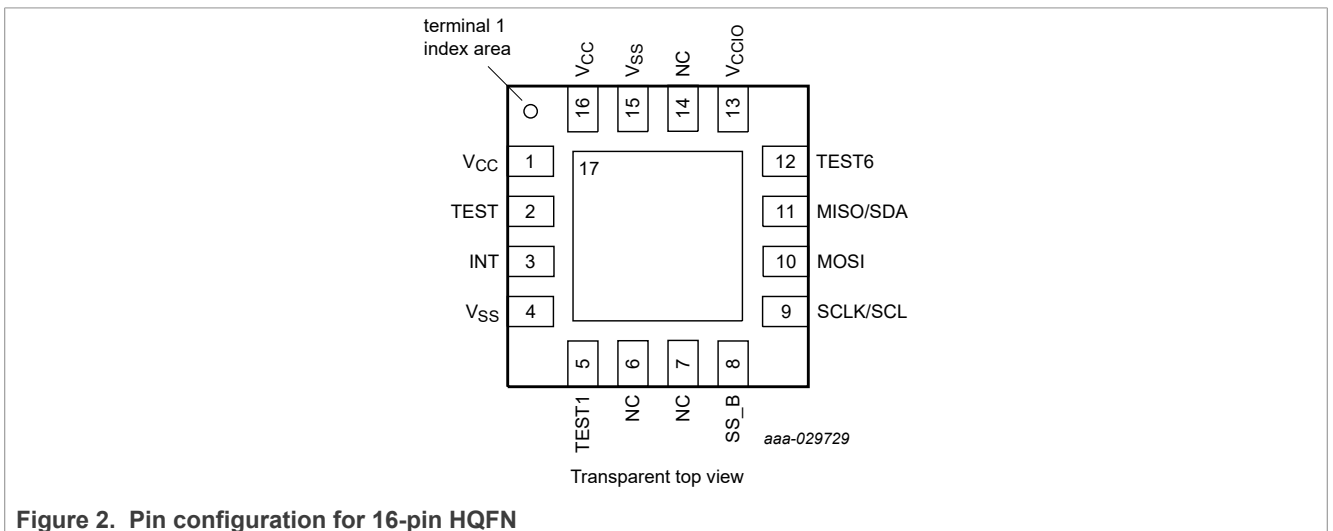 terminal 1
index area
VCC
VSS
NC
VCCIO
16
15
14
13
VCC 1
17
12 TEST6
TEST 2
11 MISO/SDA
INT 3
10 MOSI
VSS 4
9 SCLK/SCL
5
6
7
8
TEST1
NC
NC
SS_B
aaa-029729
Transparent top view
Figure 2. Pin configuration for 16-pin HQFN